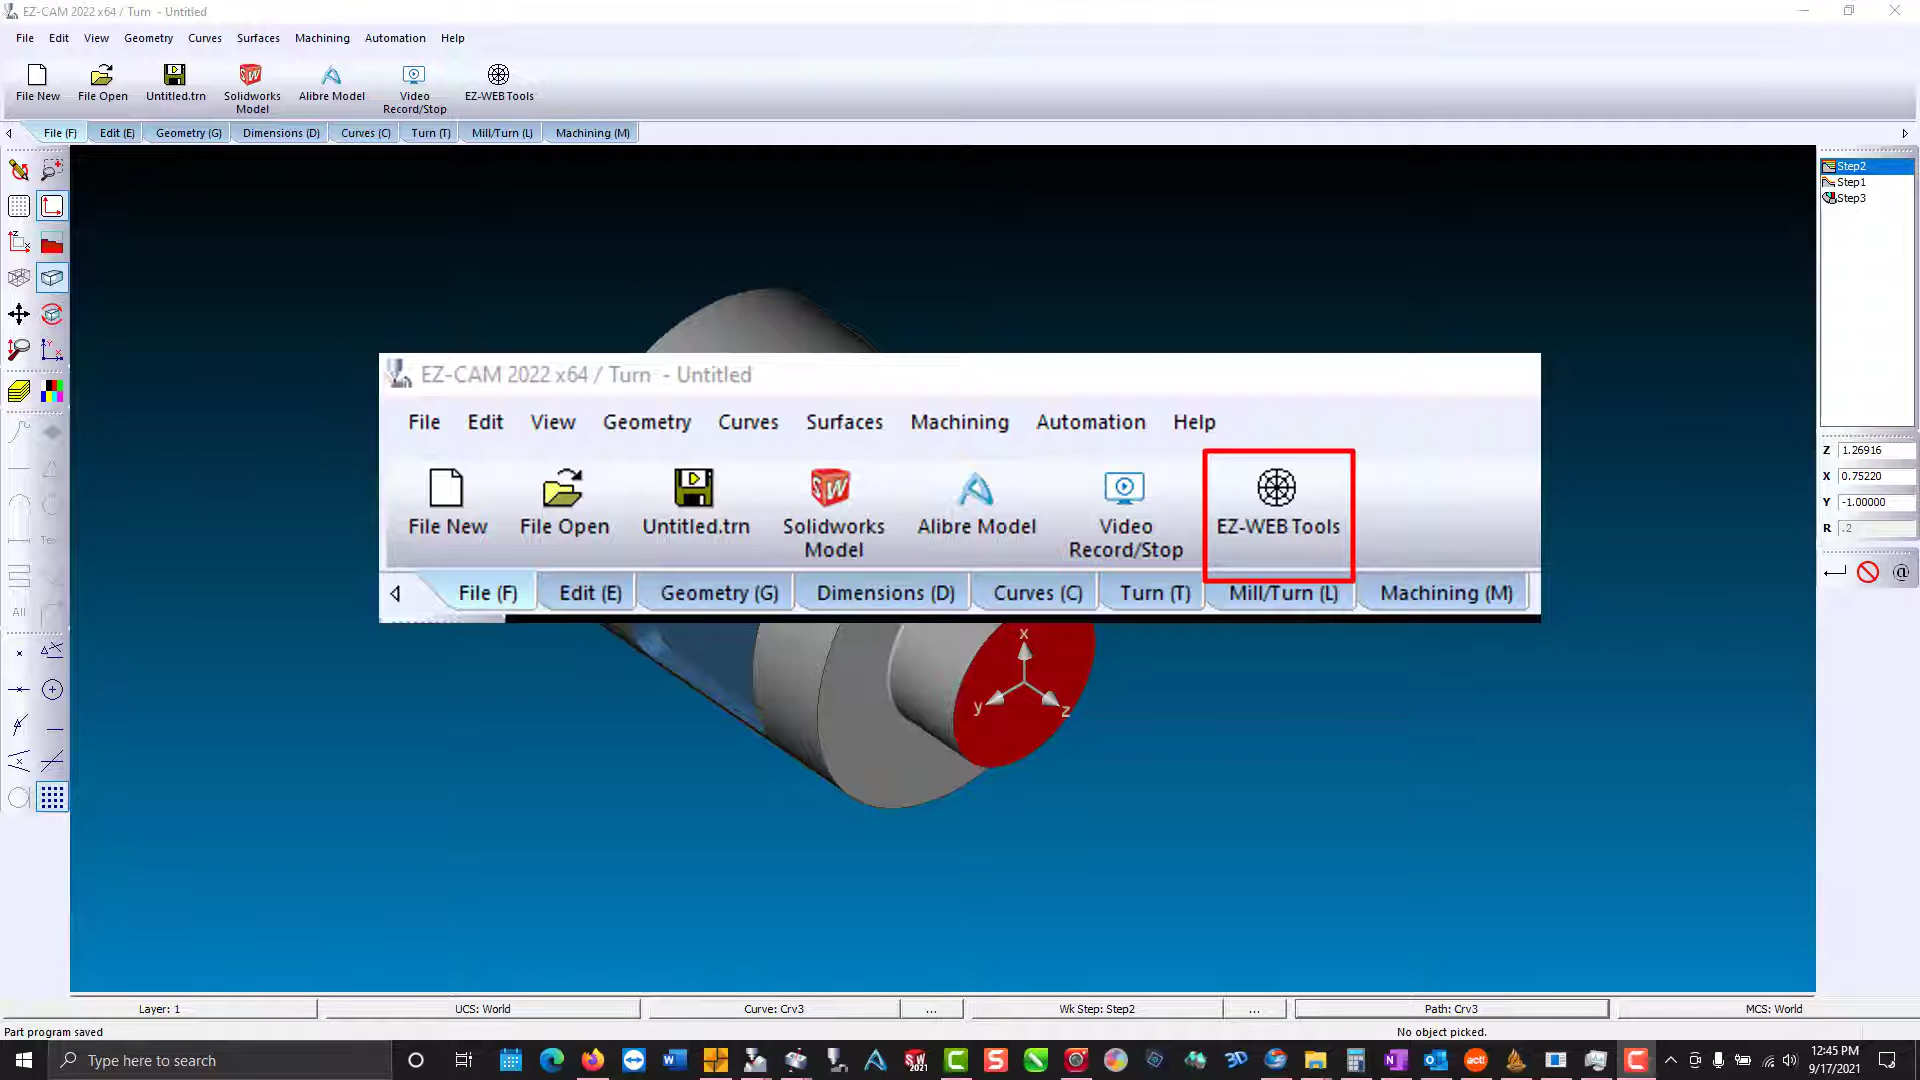 EZ-CAM 2022 x64 / Turn - Untitled
File Edit View Geometry Curves Surfaces Machining Automation Help
File New File Open Untitled.trn Solidworks Model Alibre Model Video Record/Stop EZ-WEB Tools
File (F) Edit (E) Geometry (G) Dimensions (D) Curves (C) Turn (T) Mill/Turn (L) Machining (M)
Step2
Step1
Step3
EZ-CAM 2022 x64 / Turn - Untitled
File Edit View Geometry Curves Surfaces Machining Automation Help
File New File Open Untitled.trn Solidworks Model Alibre Model Video Record/Stop EZ-WEB Tools
File (F) Edit (E) Geometry (G) Dimensions (D) Curves (C) Turn (T) Mill/Turn (L) Machining (M)
Z 1.26916
X 0.75220
Y -1.00000
R .2
@
Tex
All
x
y
z
Layer: 1 UCS: World Curve: Crv3 ... Wk Step: Step2 ... Path: Crv3 MCS: World
Part program saved No object picked.
Type here to search
12:45 PM
9/17/2021